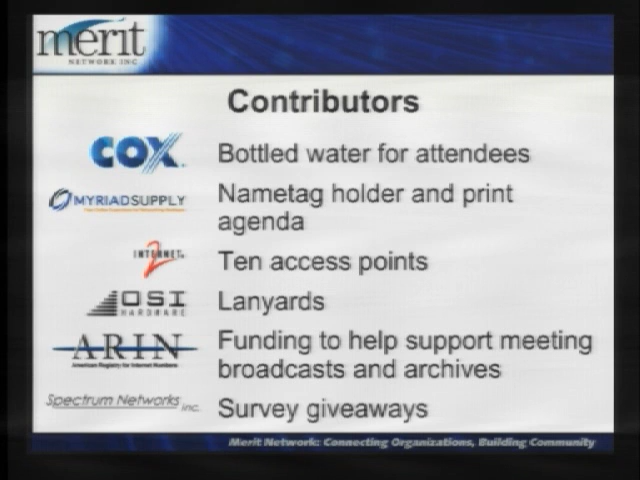 merit
NETWORK INC
Contributors
COX
Bottled water for attendees
MYRIADSUPPLY
Nametag holder and print
agenda
INTERNET 2
Ten access points
OSI
HARDWARE
Lanyards
ARIN
American Registry for Internet Numbers
Funding to help support meeting
broadcasts and archives
Spectrum Networks inc.
Survey giveaways
Merit Network: Connecting Organizations, Building Community